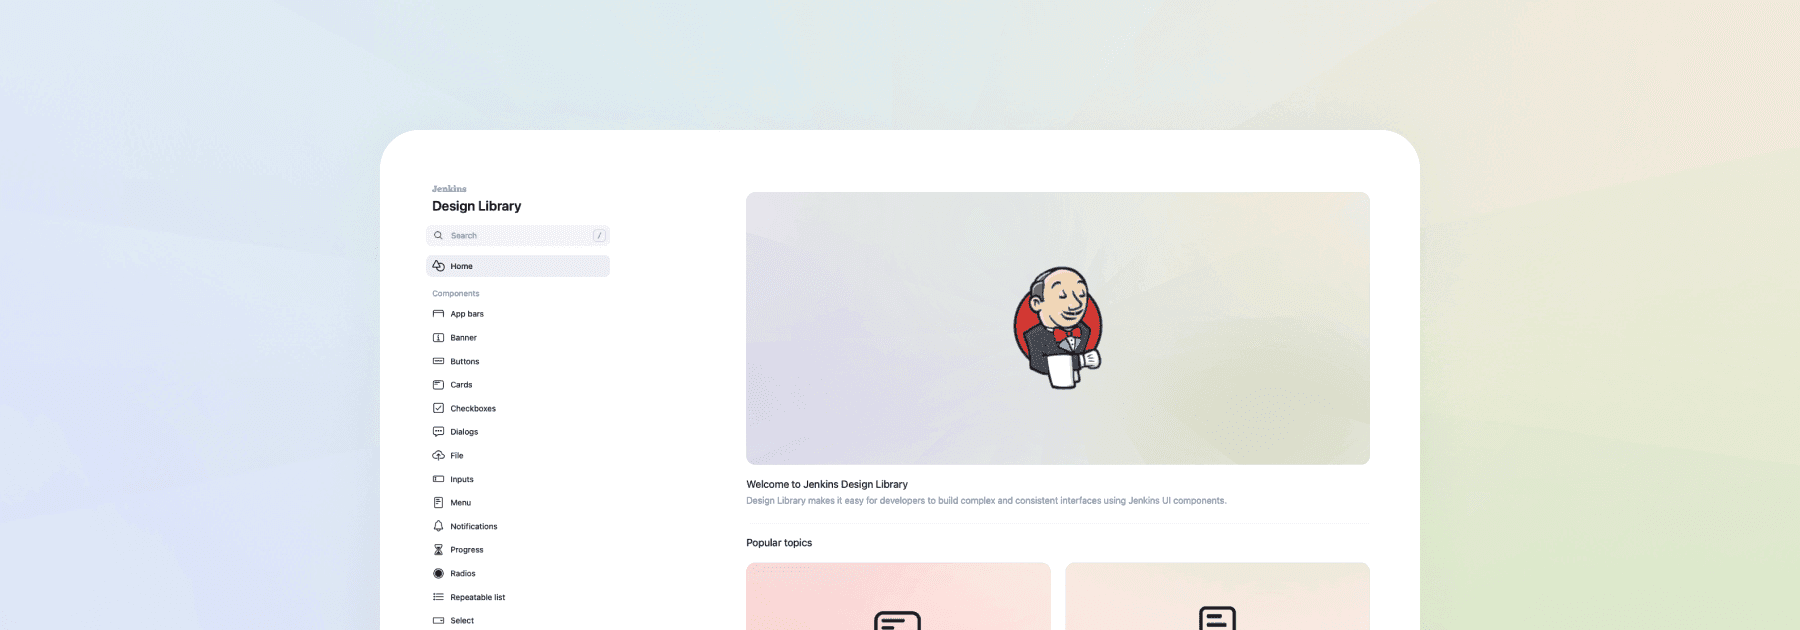 Jenkins
Design Library
Search /
Home
Components
App bars
Banner
Buttons
Cards
Checkboxes
Dialogs
File
Inputs
Menu
Notifications
Progress
Radios
Repeatable list
Select
Welcome to Jenkins Design Library
Design Library makes it easy for developers to build complex and consistent interfaces using Jenkins UI components.
Popular topics